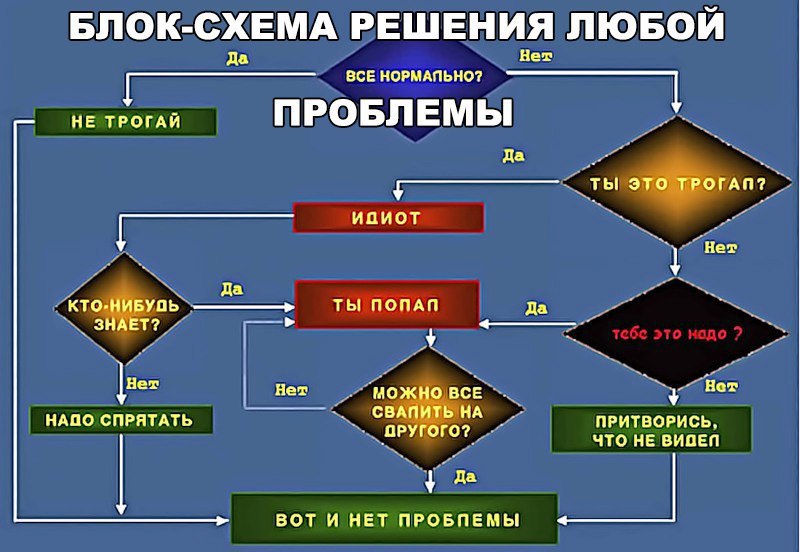 БЛОК-СХЕМА РЕШЕНИЯ ЛЮБОЙ
Да
ВСЕ НОРМАЛЬНО?
Нет
НЕ ТРОГАЙ
ПРОБЛЕМЫ
Да
ТЫ ЭТО ТРОГАЛ?
ИДИОТ
Нет
КТО-НИБУДЬ
ЗНАЕТ?
Да
ТЫ ПОПАЛ
Да
тебе это надо ?
Нет
Нет
МОЖНО ВСЕ
СВАЛИТЬ НА
ДРУГОГО?
Нет
НАДО СПРЯТАТЬ
ПРИТВОРИСЬ,
ЧТО НЕ ВИДЕЛ
Да
ВОТ И НЕТ ПРОБЛЕМЫ